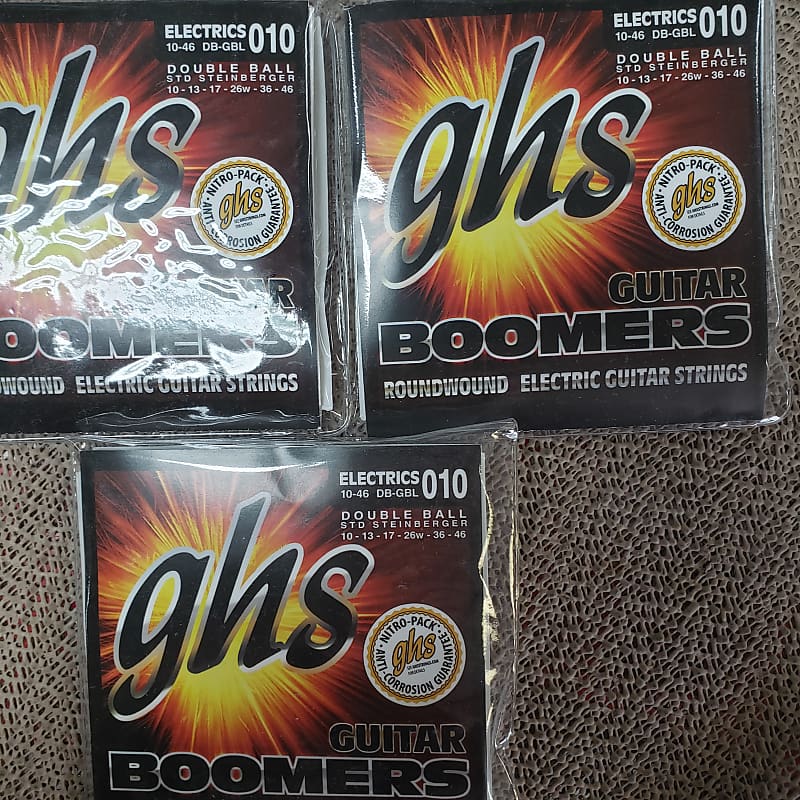 ELECTRICS 010
10-46 DB-GBL
DOUBLE BALL
STD STEINBERGER
10 - 13 - 17 - 26w - 36 - 46
ghs
· NITRO-PACK ·
ghs
ANTI-CORROSION GUARANTEE
BOOMERS
ELECTRIC GUITAR STRINGS
ELECTRICS 010
10-46 DB-GBL
DOUBLE BALL
STD STEINBERGER
10 - 13 - 17 - 26w - 36 - 46
ghs
· NITRO-PACK ·
ghs
ANTI-CORROSION GUARANTEE
GUITAR
BOOMERS
ROUNDWOUND ELECTRIC GUITAR STRINGS
ELECTRICS 010
10-46 DB-GBL
DOUBLE BALL
STD STEINBERGER
10 - 13 - 17 - 26w - 36 - 46
ghs
· NITRO-PACK ·
ghs
ANTI-CORROSION GUARANTEE
GUITAR
BOOMERS